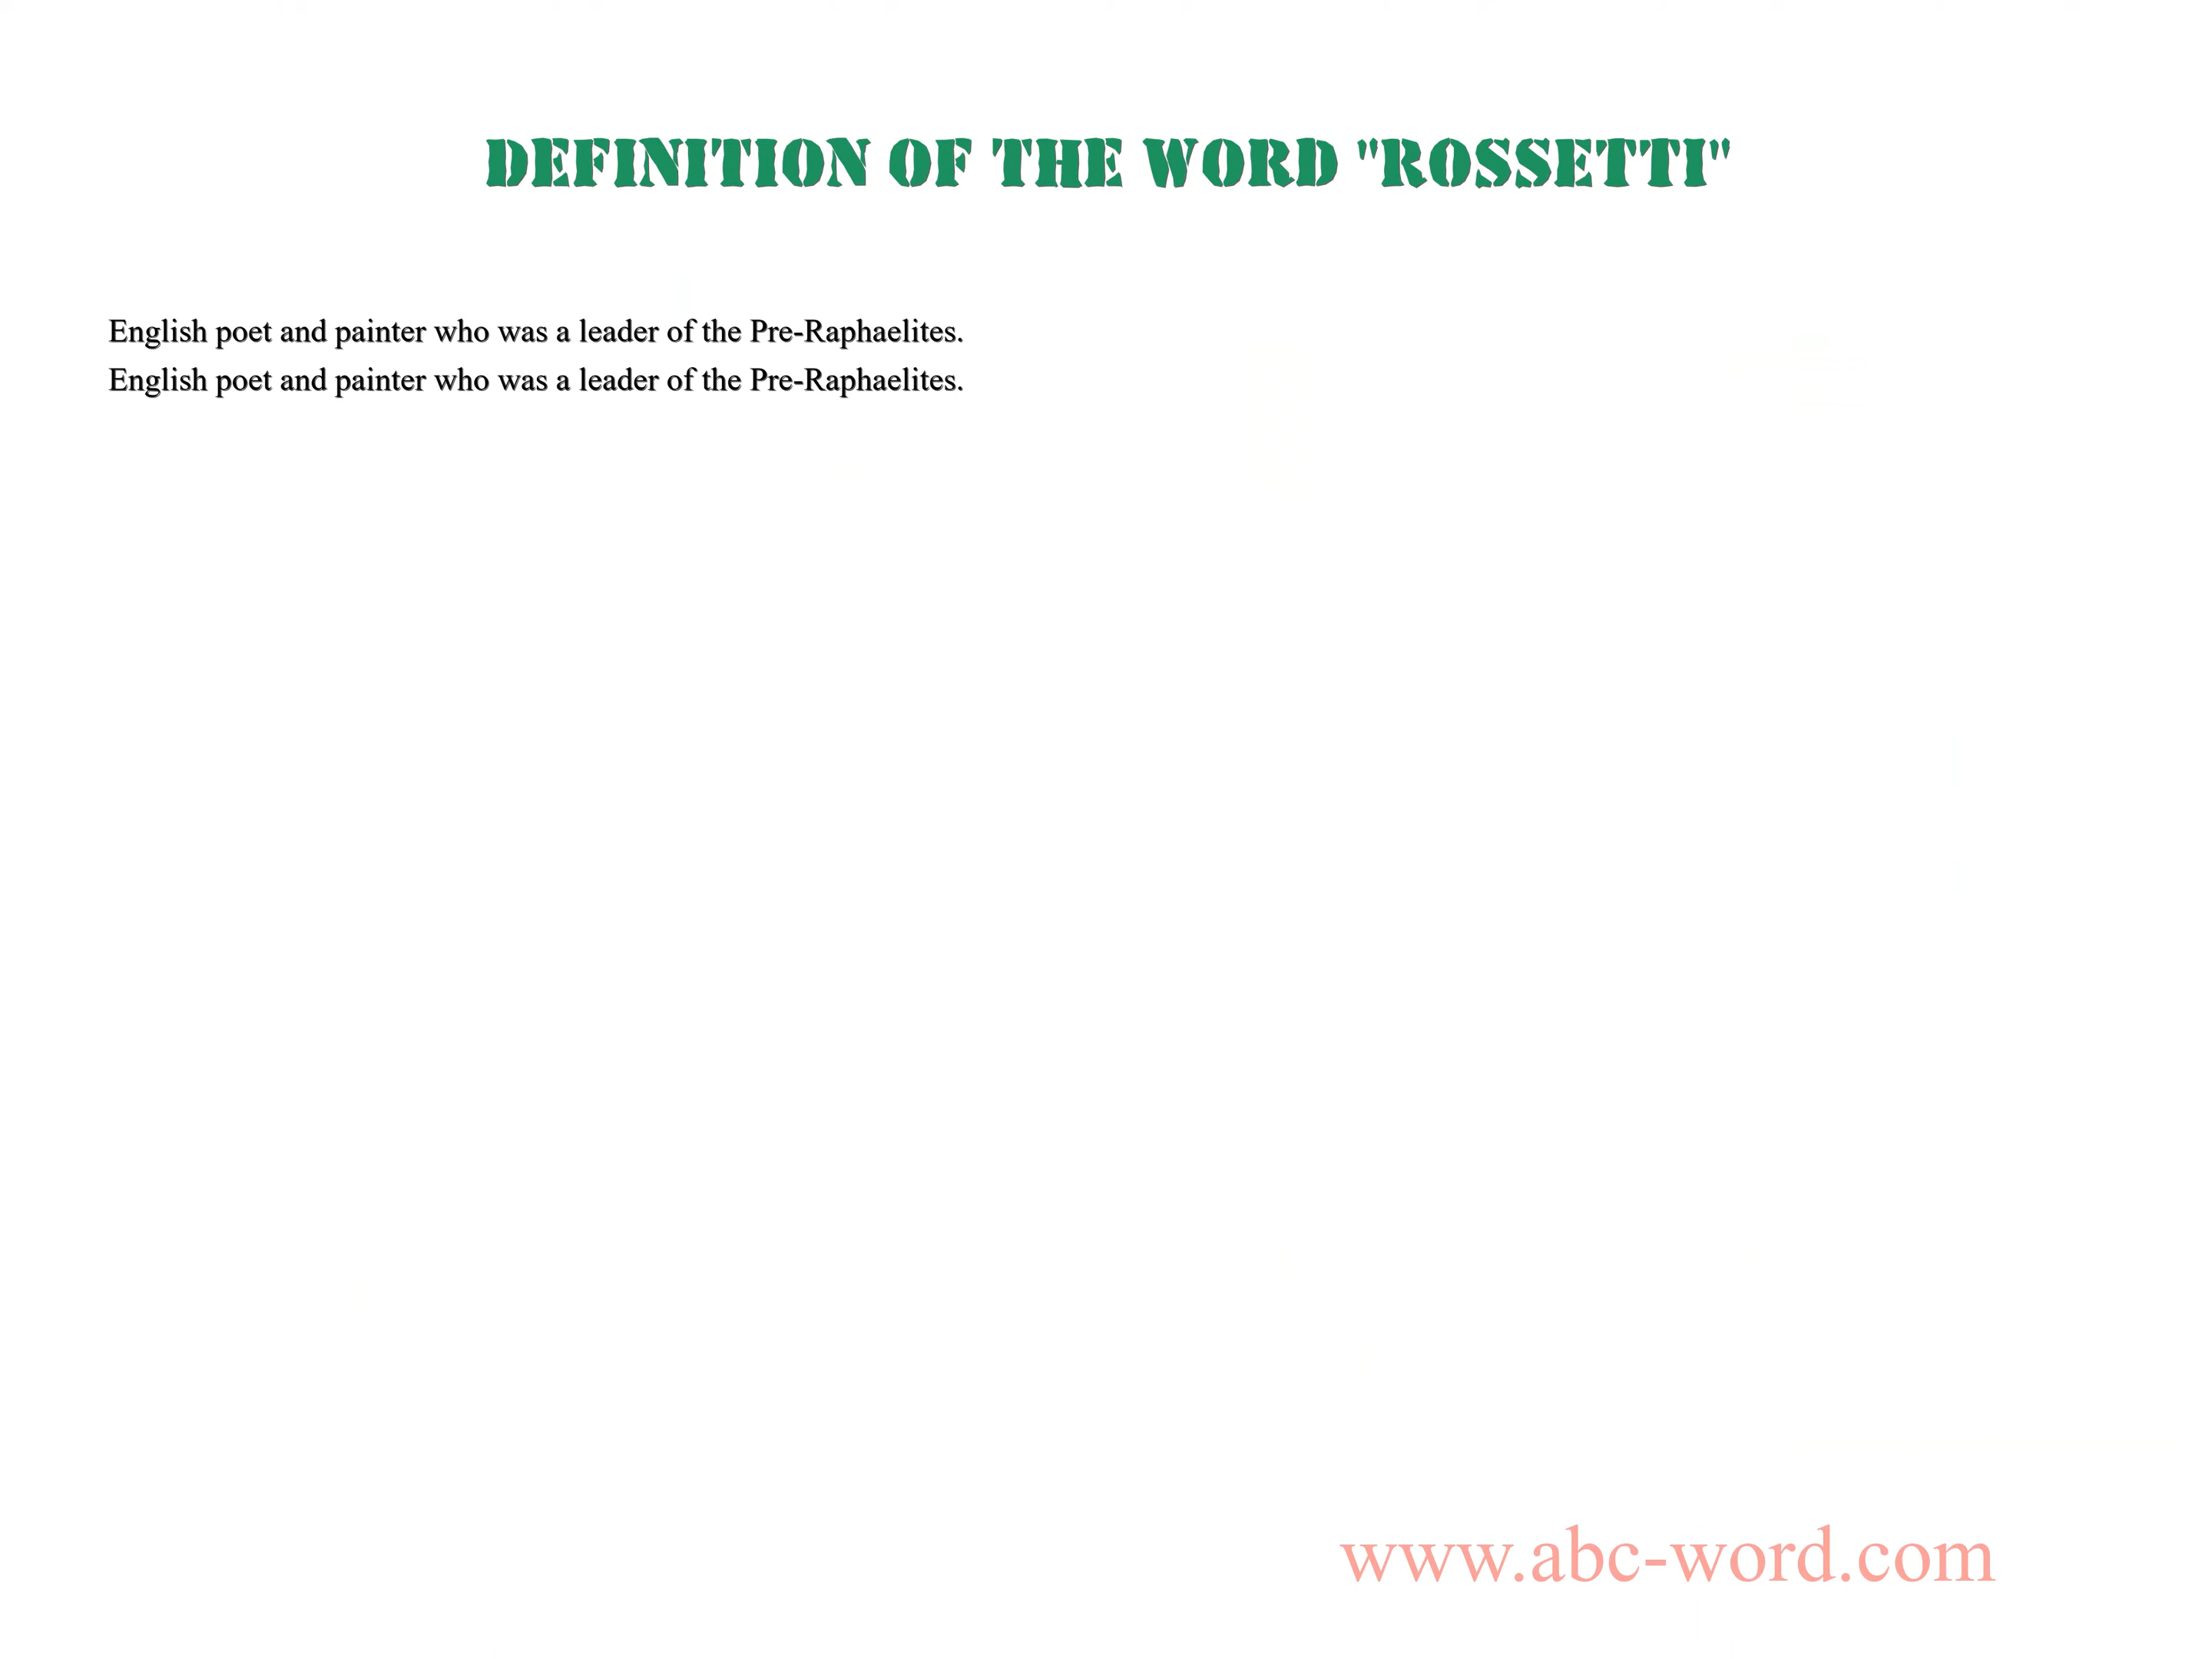 DEFINITION OF THE WORD "ROSSETTI"
English poet and painter who was a leader of the Pre-Raphaelites.
English poet and painter who was a leader of the Pre-Raphaelites.
www.abc-word.com